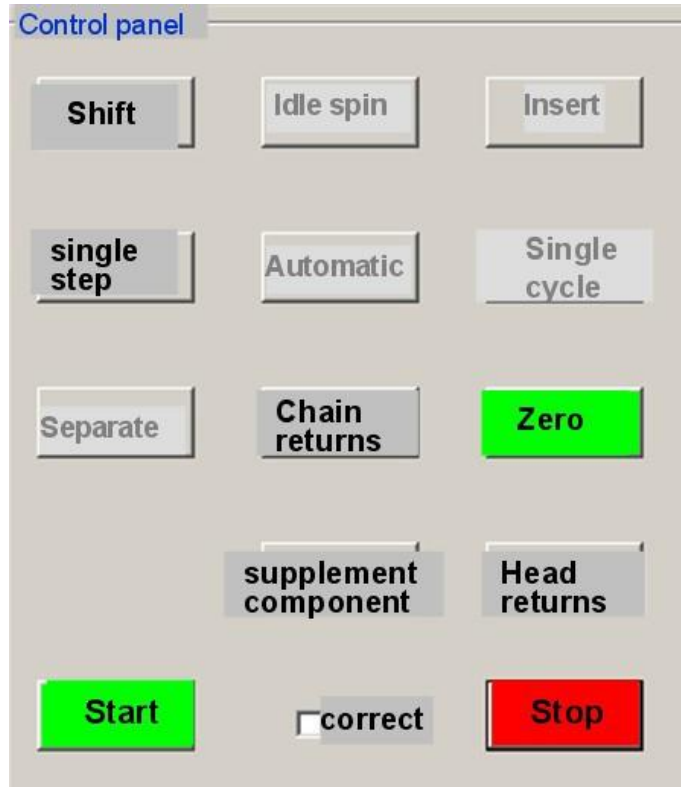 Control panel
Shift
Idle spin
Insert
single
step
Automatic
Single
cycle
Separate
Chain
returns
Zero
supplement
component
Head
returns
Start
correct
Stop